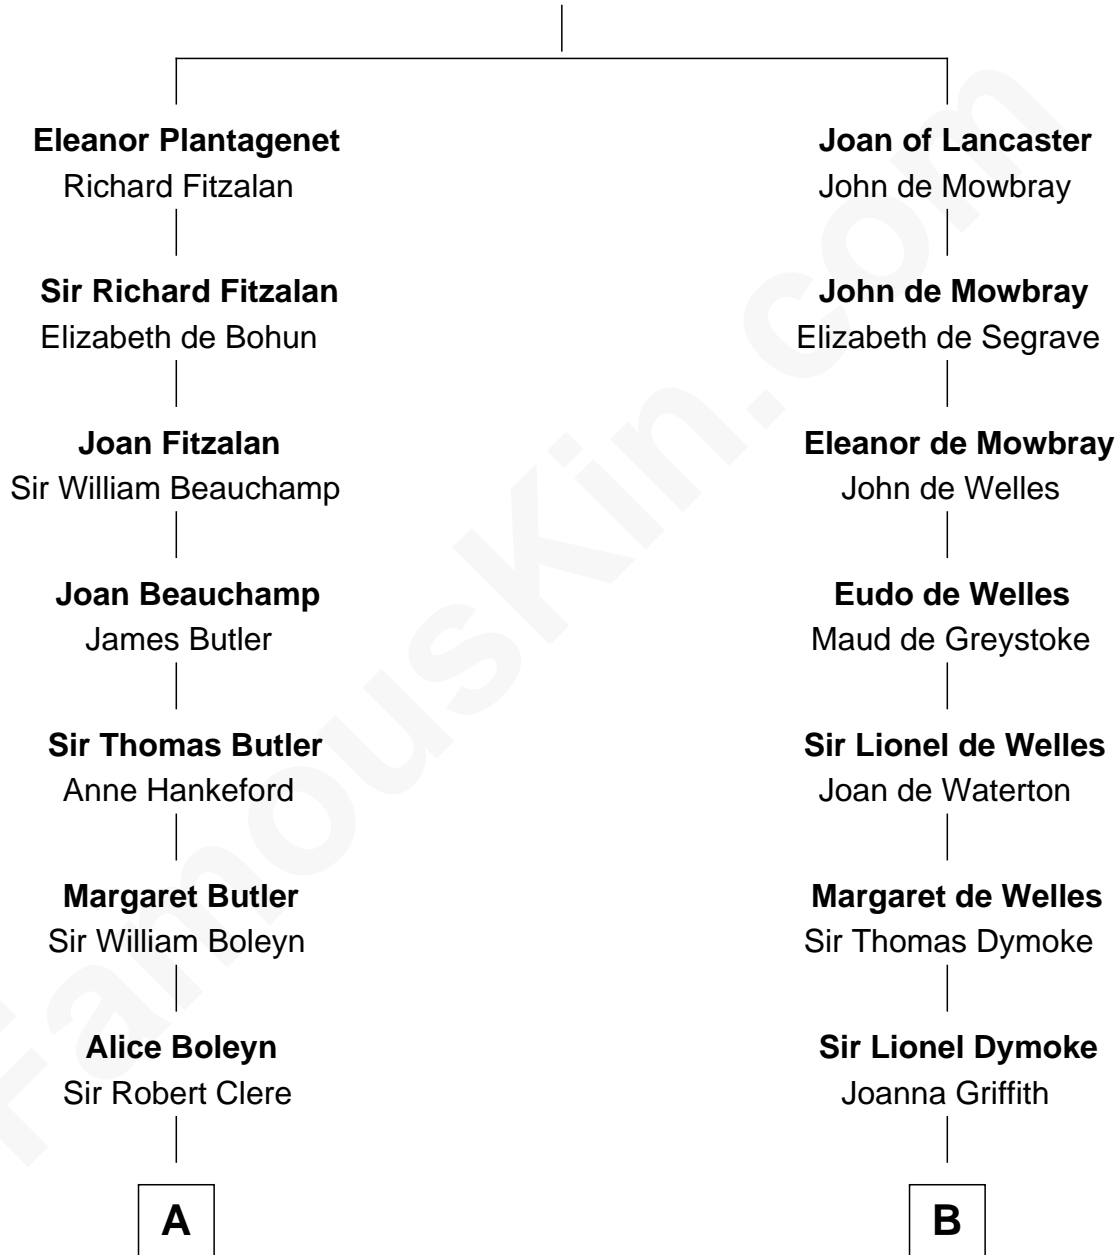 Eleanor Plantagenet
Richard Fitzalan
Sir Richard Fitzalan
Elizabeth de Bohun
Joan Fitzalan
Sir William Beauchamp
Joan Beauchamp
James Butler
Sir Thomas Butler
Anne Hankeford
Margaret Butler
Sir William Boleyn
Alice Boleyn
Sir Robert Clere
A
Joan of Lancaster
John de Mowbray
John de Mowbray
Elizabeth de Segrave
Eleanor de Mowbray
John de Welles
Eudo de Welles
Maud de Greystoke
Sir Lionel de Welles
Joan de Waterton
Margaret de Welles
Sir Thomas Dymoke
Sir Lionel Dymoke
Joanna Griffith
B
FamousKin.com